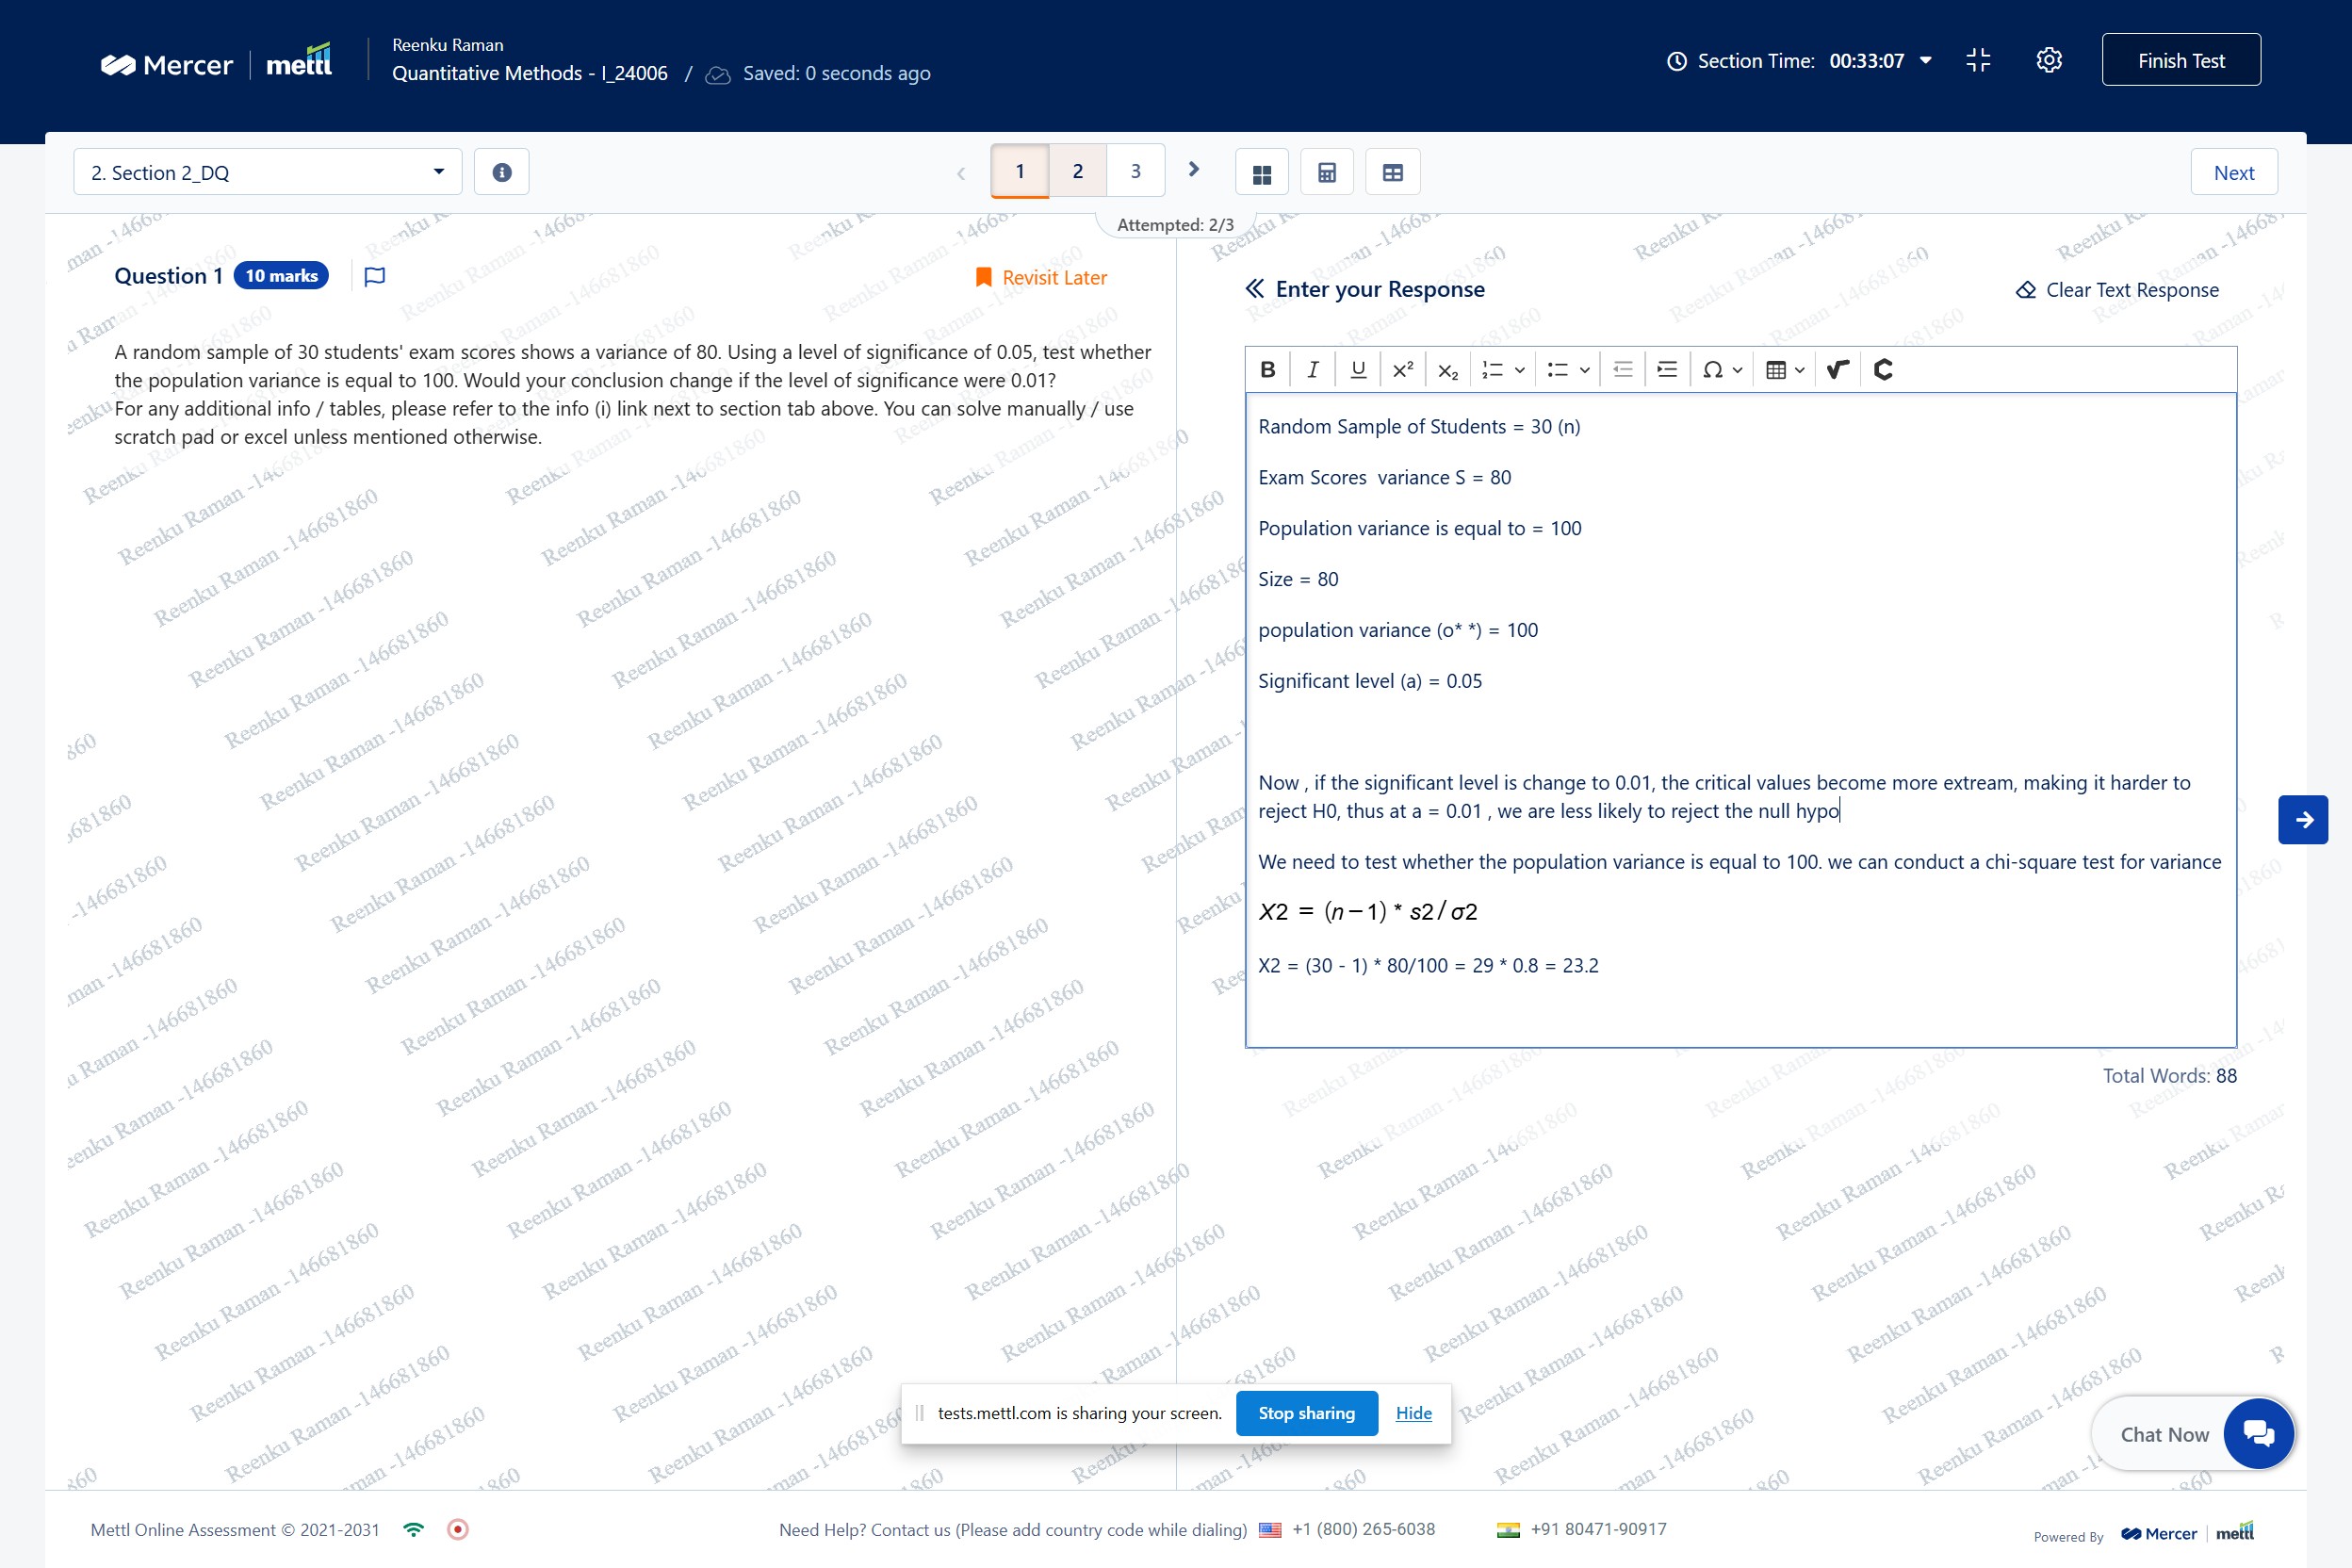 Mercer | mettl
Reenku Raman
Quantitative Methods - I_24006 / Saved: 0 seconds ago
Section Time: 00:33:07
Finish Test
2. Section 2_DQ
1 2 3
Next
Attempted: 2/3
Question 1 10 marks
Revisit Later
A random sample of 30 students' exam scores shows a variance of 80. Using a level of significance of 0.05, test whether
the population variance is equal to 100. Would your conclusion change if the level of significance were 0.01?
For any additional info / tables, please refer to the info (i) link next to section tab above. You can solve manually / use
scratch pad or excel unless mentioned otherwise.
Enter your Response
Clear Text Response
Random Sample of Students = 30 (n)
Exam Scores  variance S = 80
Population variance is equal to = 100
Size = 80
population variance (o* *) = 100
Significant level (a) = 0.05
Now , if the significant level is change to 0.01, the critical values become more extream, making it harder to
reject H0, thus at a = 0.01 , we are less likely to reject the null hypo
We need to test whether the population variance is equal to 100. we can conduct a chi-square test for variance
X2 = (n−1) * s2/σ2
X2 = (30 - 1) * 80/100 = 29 * 0.8 = 23.2
Total Words: 88
Reenku Raman -146681860
tests.mettl.com is sharing your screen.
Stop sharing
Hide
Chat Now
Mettl Online Assessment © 2021-2031
Need Help? Contact us (Please add country code while dialing) +1 (800) 265-6038 +91 80471-90917
Powered By Mercer | mettl